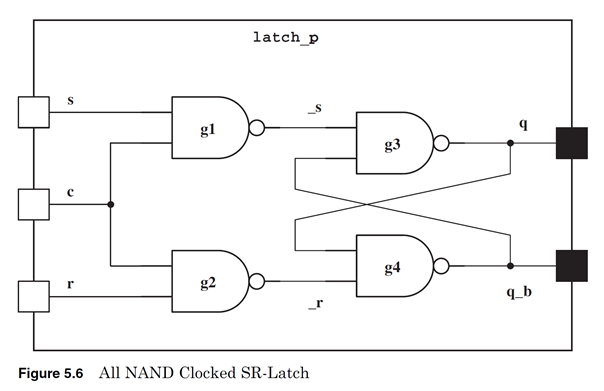 latch_p
s
_s
q
g1
g3
c
g2
g4
r
_r
q_b
Figure 5.6 All NAND Clocked SR-Latch